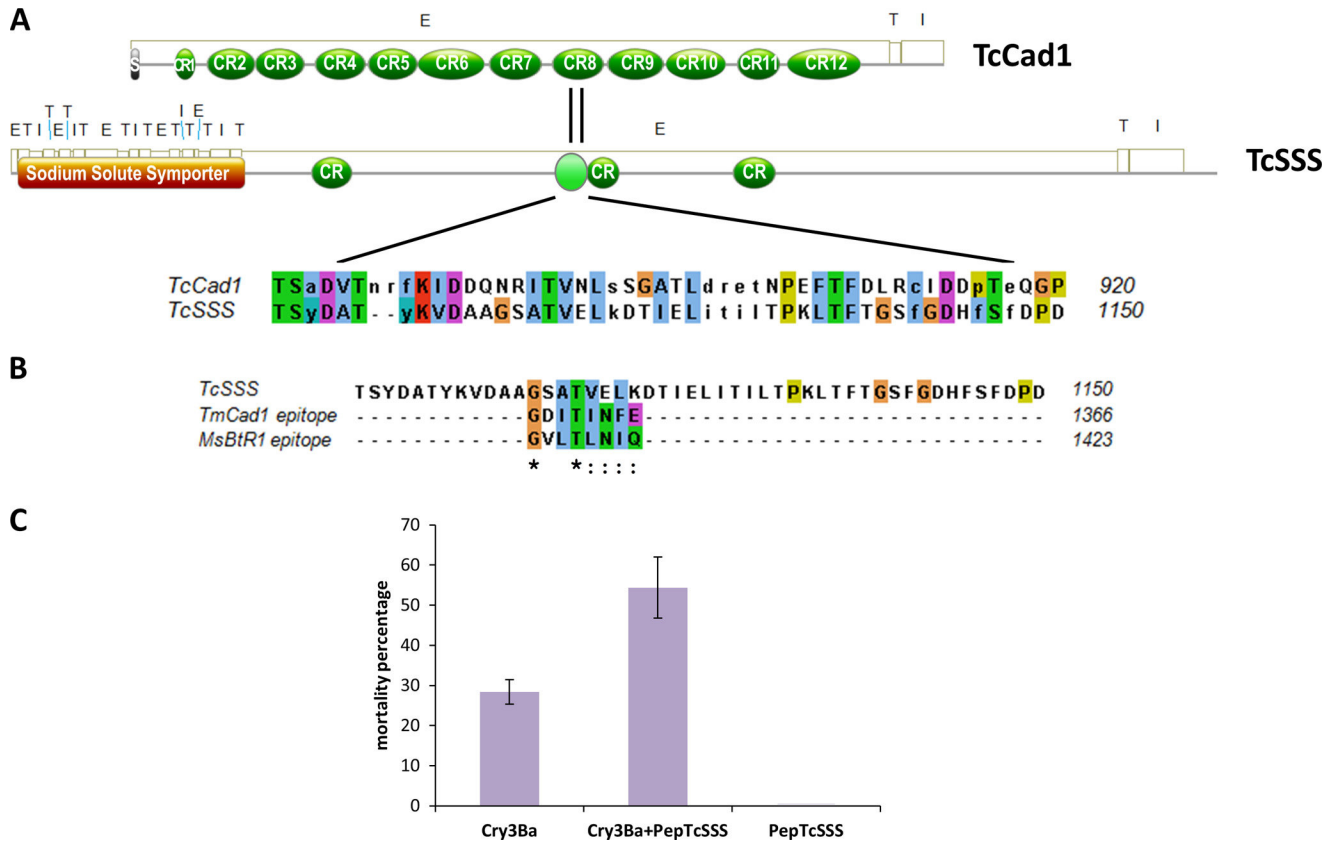 A
E
T I
S CR1 CR2 CR3 CR4 CR5 CR6 CR7 CR8 CR9 CR10 CR11 CR12
TcCad1
T T I E
E T I E I T E T I T E T T T I T
E
T I
Sodium Solute Symporter CR CR CR
TcSSS
TcCad1 TSaDVTnrfKIDDQNRITVNLsSGATLdretNPEFTFDLRcIDDpTeQGP 920
TcSSS TSyDAT--yKVDAAGSATVELkDTIELitilTPKLTFTGSfGDHfSfDPD 1150
B
TcSSS TSYDATYKVDAAGSATVELKDTIELITILTPKLTFTGSFGDHFSFDPD 1150
TmCad1 epitope ------------GDITINFE---------------------------- 1366
MsBtR1 epitope ------------GVLTLNIQ---------------------------- 1423
* * : : : :
C
mortality percentage
70
60
50
40
30
20
10
0
Cry3Ba Cry3Ba+PepTcSSS PepTcSSS